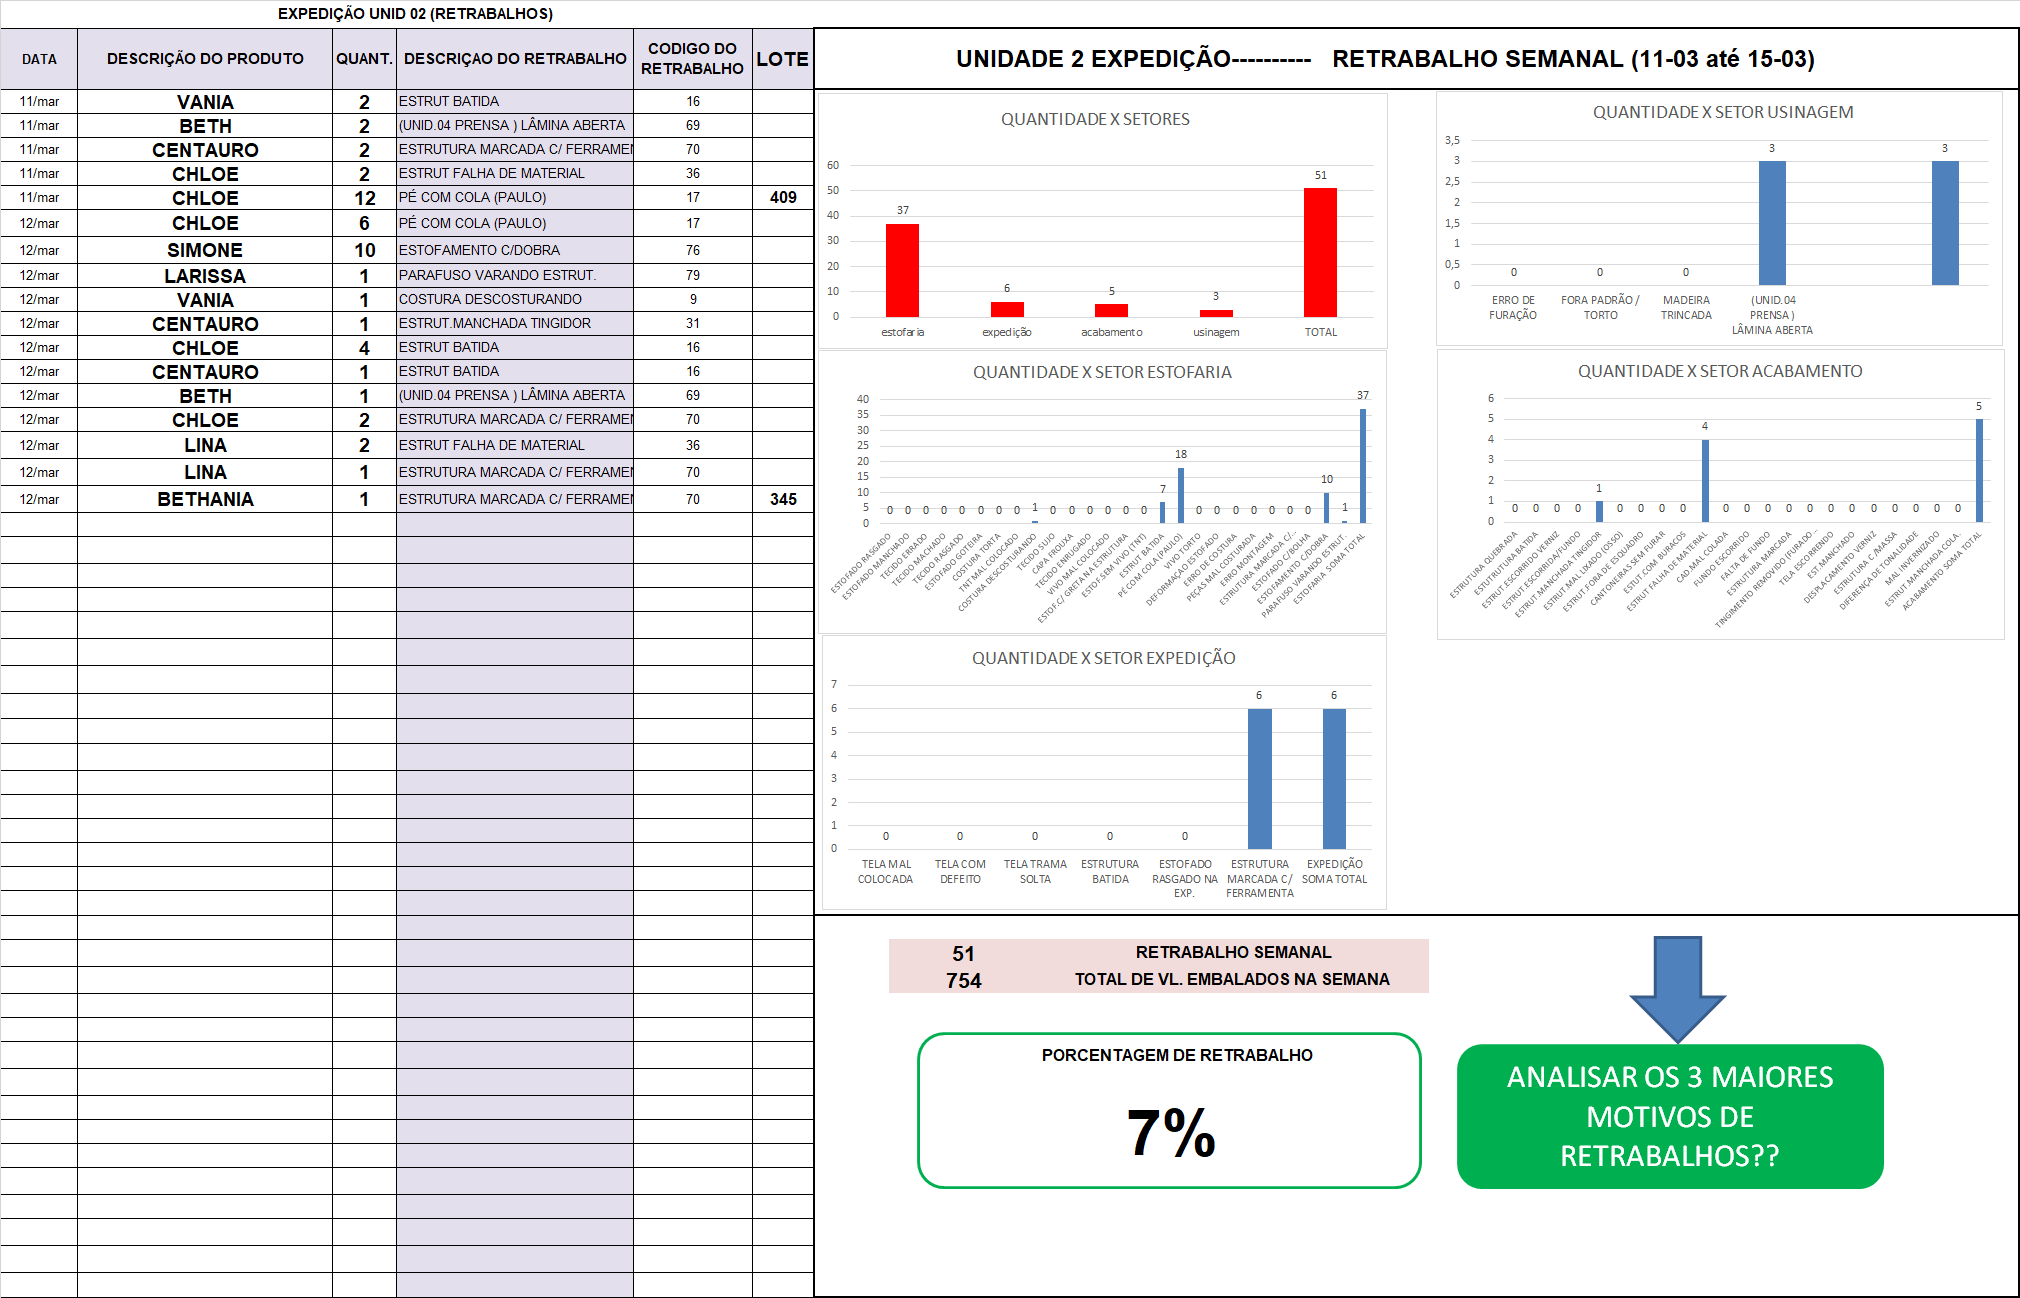 EXPEDIÇÃO UNID 02 (RETRABALHOS)
DATA DESCRIÇÃO DO PRODUTO QUANT. DESCRIÇAO DO RETRABALHO CODIGO DO RETRABALHO LOTE
11/mar VANIA 2 ESTRUT BATIDA 16
11/mar BETH 2 (UNID.04 PRENSA ) LÂMINA ABERTA 69
11/mar CENTAURO 2 ESTRUTURA MARCADA C/ FERRAMEN 70
11/mar CHLOE 2 ESTRUT FALHA DE MATERIAL 36
11/mar CHLOE 12 PÉ COM COLA (PAULO) 17 409
12/mar CHLOE 6 PÉ COM COLA (PAULO) 17
12/mar SIMONE 10 ESTOFAMENTO C/DOBRA 76
12/mar LARISSA 1 PARAFUSO VARANDO ESTRUT. 79
12/mar VANIA 1 COSTURA DESCOSTURANDO 9
12/mar CENTAURO 1 ESTRUT.MANCHADA TINGIDOR 31
12/mar CHLOE 4 ESTRUT BATIDA 16
12/mar CENTAURO 1 ESTRUT BATIDA 16
12/mar BETH 1 (UNID.04 PRENSA ) LÂMINA ABERTA 69
12/mar CHLOE 2 ESTRUTURA MARCADA C/ FERRAMEN 70
12/mar LINA 2 ESTRUT FALHA DE MATERIAL 36
12/mar LINA 1 ESTRUTURA MARCADA C/ FERRAMEN 70
12/mar BETHANIA 1 ESTRUTURA MARCADA C/ FERRAMEN 70 345
UNIDADE 2 EXPEDIÇÃO---------- RETRABALHO SEMANAL (11-03 até 15-03)
QUANTIDADE X SETORES
60
50
40
30
20
10
0
37
6
5
3
51
estofaria expedição acabamento usinagem TOTAL
QUANTIDADE X SETOR USINAGEM
3,5
3
2,5
2
1,5
1
0,5
0
0 0 0 3 3
ERRO DE FURAÇÃO
FORA PADRÃO / TORTO
MADEIRA TRINCADA
(UNID.04 PRENSA ) LÂMINA ABERTA
QUANTIDADE X SETOR ESTOFARIA
40
35
30
25
20
15
10
5
0
0 0 0 0 0 0 0 0 1 0 0 0 0 0 0 7 18 0 0 0 0 0 0 0 10 1 37
ESTOFADO RASGADO
ESTOFADO MANCHADO
TECIDO ERRADO
TECIDO MACHADO
TECIDO RASGADO
ESTOFADO GOTEIRA
COSTURA TORTA
TNT MAL COLOCADO
COSTURA DESCOSTURANDO
TECIDO SUJO
CAPA FROUXA
TECIDO ENRUGADO
VIVO MAL COLOCADO
ESTOF.C/ GRETA NA ESTRUTURA
ESTOF.SEM VIVO (TNT)
ESTRUT BATIDA
PÉ COM COLA (PAULO)
VIVO TORTO
DEFORMAÇAO ESTOFADO
ERRO DE COSTURA
PEÇAS MAL COSTURADA
ERRO MONTAGEM
ESTRUTURA MARCADA C/...
ESTOFADO C/BOLHA
ESTOFAMENTO C/DOBRA
PARAFUSO VARANDO ESTRUT.
ESTOFARIA SOMA TOTAL
QUANTIDADE X SETOR ACABAMENTO
6
5
4
3
2
1
0
0 0 0 0 1 0 0 0 0 4 0 0 0 0 0 0 0 0 0 0 0 0 5
ESTRUTURA QUEBRADA
ESTUTRUTURA BATIDA
ESTRUT.ESCORRIDO VERNIZ
ESTRUT.ESCORRIDA/FUNDO
ESTRUT.MANCHADA TINGIDOR
ESTRUT.MAL LIXADO (OSSO)
ESTRUT.FORA DE ESQUADRO
CANTONEIRAS SEM FURAR
ESTUT.COM BURACOS
ESTRUT FALHA DE MATERIAL
CAD.MAL COLADA
FUNDO ESCORRIDO
FALTA DE FUNDO
ESTRUTURA MARCADA
TINGIMENTO REMOVIDO (FURADO...
TELA ESCORRENDO
EST.MANCHADO
DISPLACAMENTO VERNIZ
ESTRUTURA C/MASSA
DIFERENÇA DE TONALIDADE
MAL INVERNIZADO
ESTRUT.MANCHADA COLA.
ACABAMENTO SOMA TOTAL
QUANTIDADE X SETOR EXPEDIÇÃO
7
6
5
4
3
2
1
0
0 0 0 0 0 6 6
TELA MAL COLOCADA
TELA COM DEFEITO
TELA TRAMA SOLTA
ESTRUTURA BATIDA
ESTOFADO RASGADO NA EXP.
ESTRUTURA MARCADA C/ FERRAMENTA
EXPEDIÇÃO SOMA TOTAL
51 RETRABALHO SEMANAL
754 TOTAL DE VL. EMBALADOS NA SEMANA
PORCENTAGEM DE RETRABALHO
7%
ANALISAR OS 3 MAIORES
MOTIVOS DE
RETRABALHOS??